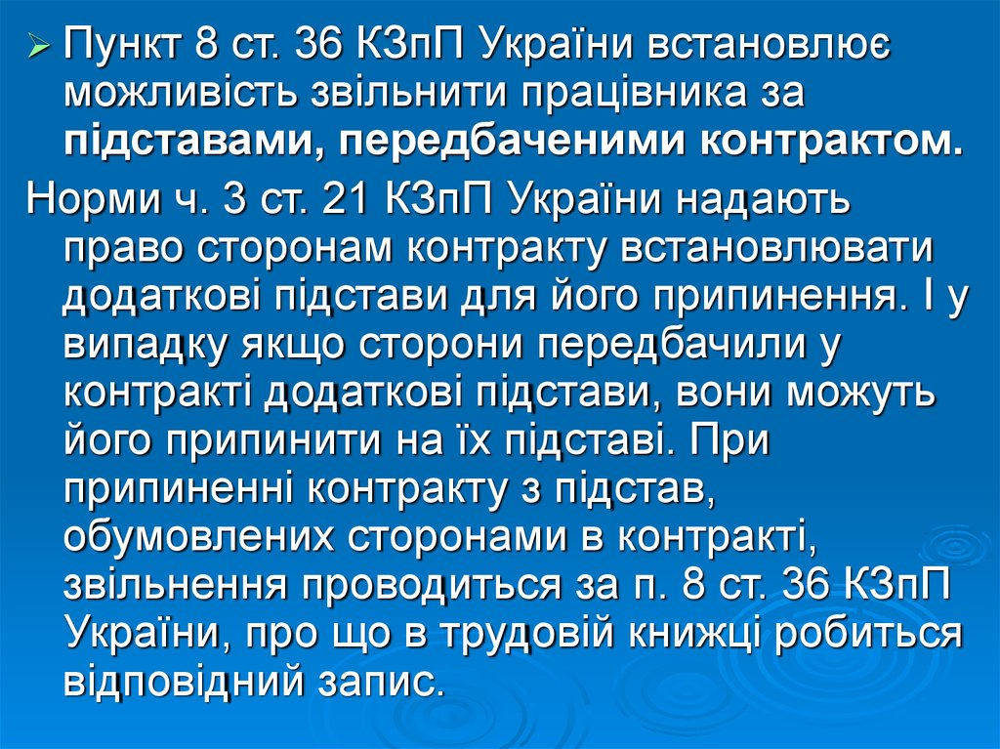 Пункт 8 ст. 36 КЗпП України встановлює
можливість звільнити працівника за
підставами, передбаченими контрактом.
Норми ч. 3 ст. 21 КЗпП України надають
право сторонам контракту встановлювати
додаткові підстави для його припинення. І у
випадку якщо сторони передбачили у
контракті додаткові підстави, вони можуть
його припинити на їх підставі. При
припиненні контракту з підстав,
обумовлених сторонами в контракті,
звільнення проводиться за п. 8 ст. 36 КЗпП
України, про що в трудовій книжці робиться
відповідний запис.